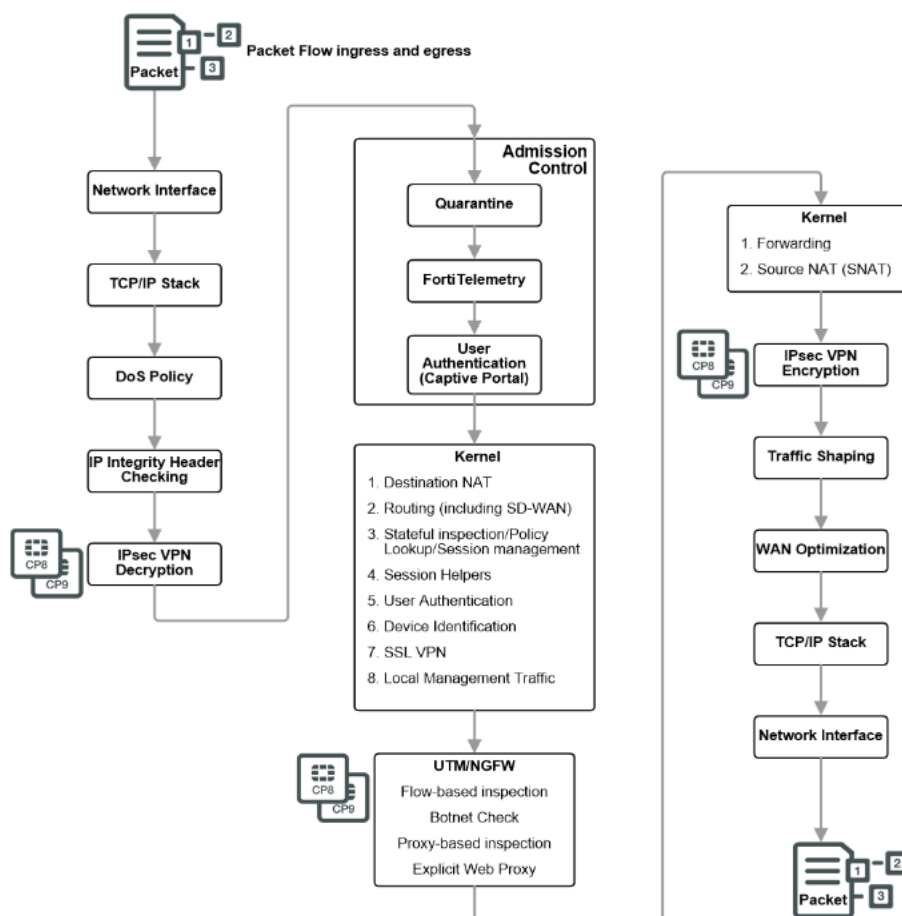 1
2
Packet Flow ingress and egress
Packet
3
Network Interface
TCP/IP Stack
DoS Policy
IP Integrity Header
Checking
CP8
CP9
IPsec VPN
Decryption
Admission
Control
Quarantine
FortiTelemetry
User
Authentication
(Captive Portal)
Kernel
1. Destination NAT
2. Routing (including SD-WAN)
3. Stateful inspection/Policy
Lookup/Session management
4. Session Helpers
5. User Authentication
6. Device Identification
7. SSL VPN
8. Local Management Traffic
CP8
CP9
UTM/NGFW
Flow-based inspection
Botnet Check
Proxy-based inspection
Explicit Web Proxy
Kernel
1. Forwarding
2. Source NAT (SNAT)
CP8
CP9
IPsec VPN
Encryption
Traffic Shaping
WAN Optimization
TCP/IP Stack
Network Interface
1
2
Packet
3